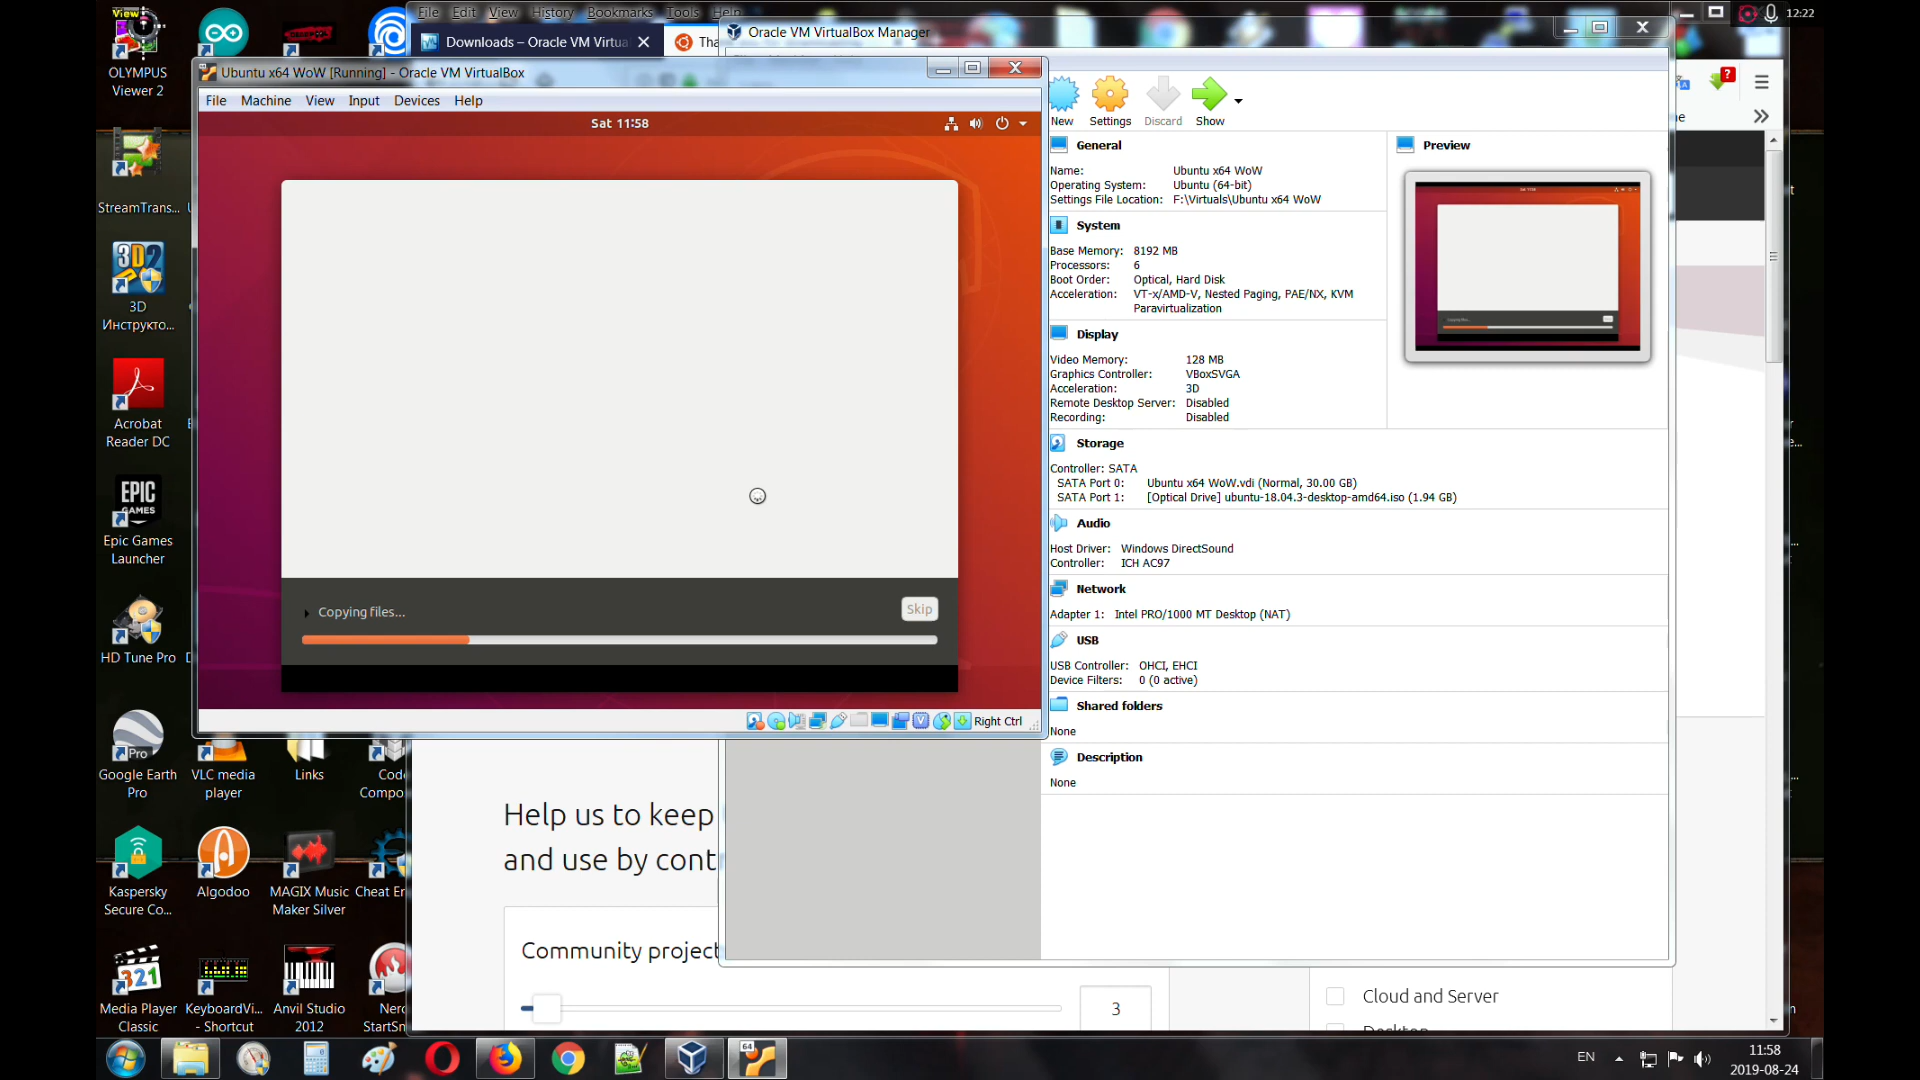 View
OLYMPUS
Viewer 2
StreamTrans...
3D
Инструкто...
Acrobat
Reader DC
EPIC
GAMES
Epic Games
Launcher
HD Tune Pro
Pro
Google Earth
Pro
VLC media
player
Links
Code
Compo...
Kaspersky
Secure Co...
Algodoo
MAGIX Music
Maker Silver
Cheat En
321
Media Player
Classic
KeyboardVi...
- Shortcut
Anvil Studio
2012
Nero
StartSm
File Edit View History Bookmarks Tools Help
Downloads – Oracle VM Virtua
Tha
Oracle VM VirtualBox Manager
12:22
Ubuntu x64 WoW [Running] - Oracle VM VirtualBox
File Machine View Input Devices Help
Sat 11:58
Copying files...
Skip
Right Ctrl
New
Settings
Discard
Show
General
Name: Ubuntu x64 WoW
Operating System: Ubuntu (64-bit)
Settings File Location: F:\Virtuals\Ubuntu x64 WoW
System
Base Memory: 8192 MB
Processors: 6
Boot Order: Optical, Hard Disk
Acceleration: VT-x/AMD-V, Nested Paging, PAE/NX, KVM
Paravirtualization
Display
Video Memory: 128 MB
Graphics Controller: VBoxSVGA
Acceleration: 3D
Remote Desktop Server: Disabled
Recording: Disabled
Storage
Controller: SATA
SATA Port 0: Ubuntu x64 WoW.vdi (Normal, 30.00 GB)
SATA Port 1: [Optical Drive] ubuntu-18.04.3-desktop-amd64.iso (1.94 GB)
Audio
Host Driver: Windows DirectSound
Controller: ICH AC97
Network
Adapter 1: Intel PRO/1000 MT Desktop (NAT)
USB
USB Controller: OHCI, EHCI
Device Filters: 0 (0 active)
Shared folders
None
Description
None
Preview
Help us to keep
and use by cont
Community project
3
Cloud and Server
Desktop
EN
11:58
2019-08-24